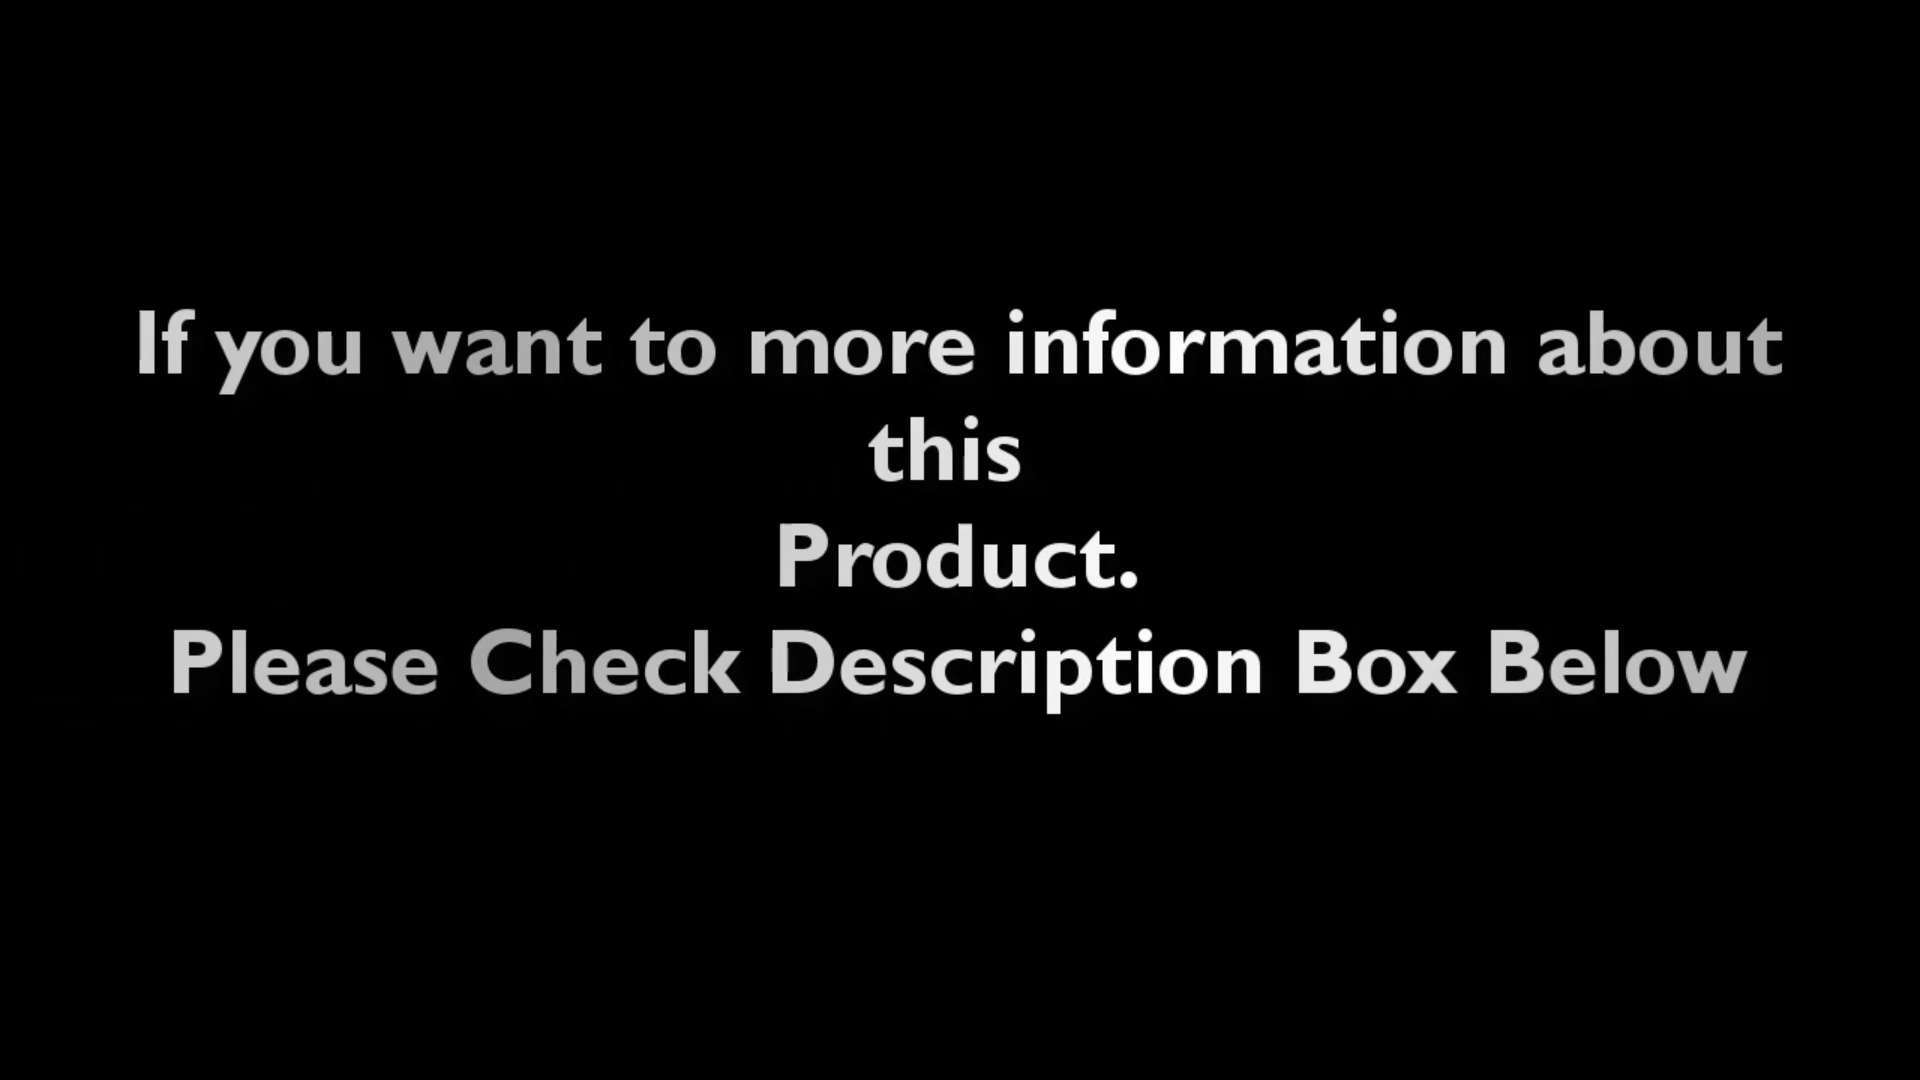 If you want to more information about
this
Product.
Please Check Description Box Below